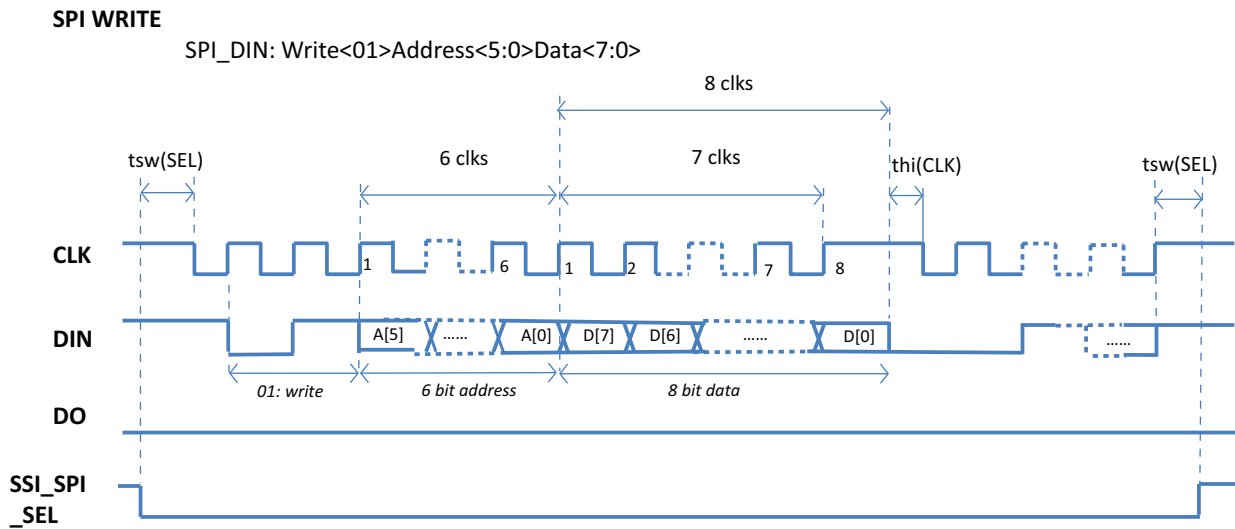 SPI WRITE
SPI_DIN: Write<01>Address<5:0>Data<7:0>
8 clks
tsw(SEL)
6 clks
7 clks
thi(CLK)
tsw(SEL)
CLK
1
6
1
2
7
8
DIN
A[5]
......
A[0]
D[7]
D[6]
......
D[0]
......
01: write
6 bit address
8 bit data
DO
SSI_SPI
_SEL